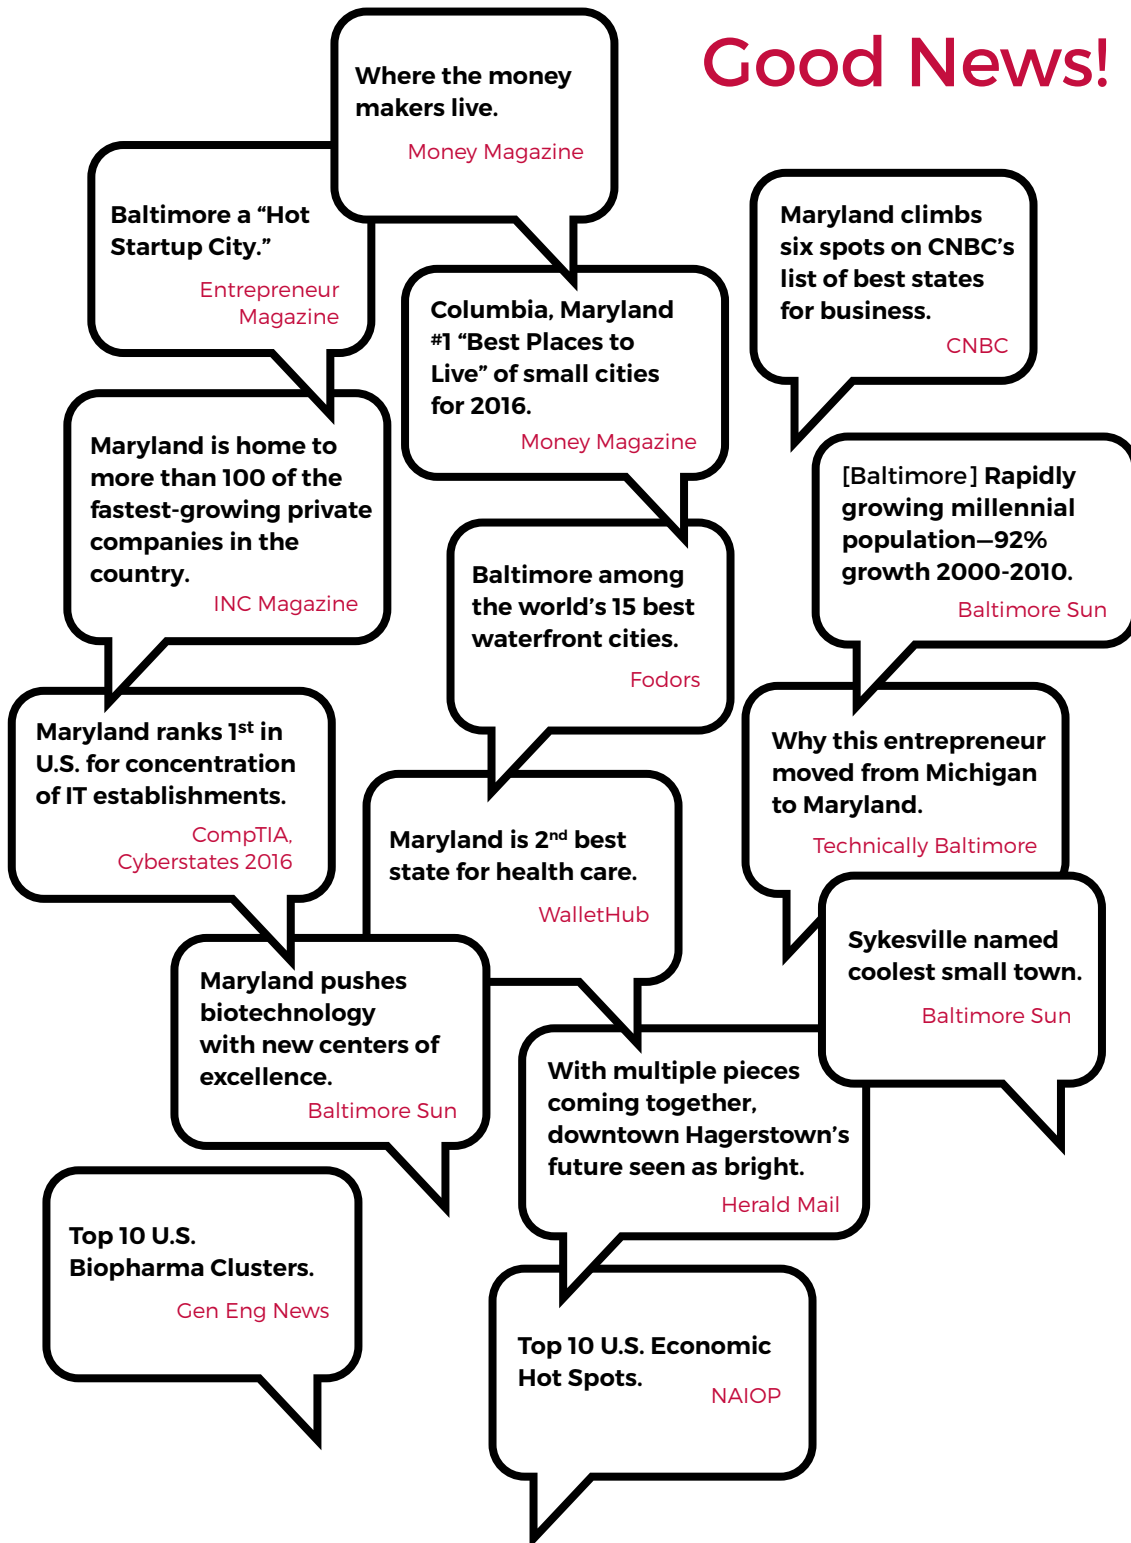 Good News!
Where the money
makers live.
Money Magazine
Baltimore a “Hot
Startup City.”
Entrepreneur
Magazine
Maryland climbs
six spots on CNBC’s
list of best states
for business.
CNBC
Columbia, Maryland
#1 “Best Places to
Live” of small cities
for 2016.
Money Magazine
Maryland is home to
more than 100 of the
fastest-growing private
companies in the
country.
INC Magazine
[Baltimore] Rapidly
growing millennial
population—92%
growth 2000-2010.
Baltimore Sun
Baltimore among
the world’s 15 best
waterfront cities.
Fodors
Maryland ranks 1st in
U.S. for concentration
of IT establishments.
CompTIA,
Cyberstates 2016
Why this entrepreneur
moved from Michigan
to Maryland.
Technically Baltimore
Maryland is 2nd best
state for health care.
WalletHub
Sykesville named
coolest small town.
Baltimore Sun
Maryland pushes
biotechnology
with new centers of
excellence.
Baltimore Sun
With multiple pieces
coming together,
downtown Hagerstown’s
future seen as bright.
Herald Mail
Top 10 U.S.
Biopharma Clusters.
Gen Eng News
Top 10 U.S. Economic
Hot Spots.
NAIOP